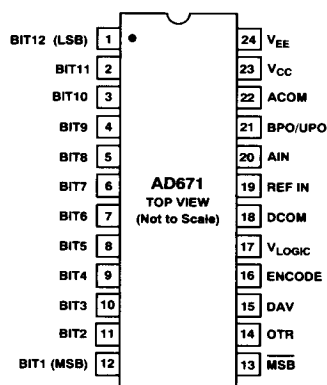 BIT12 (LSB) 1 24 VEE
BIT11 2 23 VCC
BIT10 3 22 ACOM
BIT9 4 21 BPO/UPO
BIT8 5 20 AIN
BIT7 6 19 REF IN
BIT6 7 18 DCOM
BIT5 8 17 VLOGIC
BIT4 9 16 ENCODE
BIT3 10 15 DAV
BIT2 11 14 OTR
BIT1 (MSB) 12 13 M̅S̅B̅
AD671
TOP VIEW
(Not to Scale)